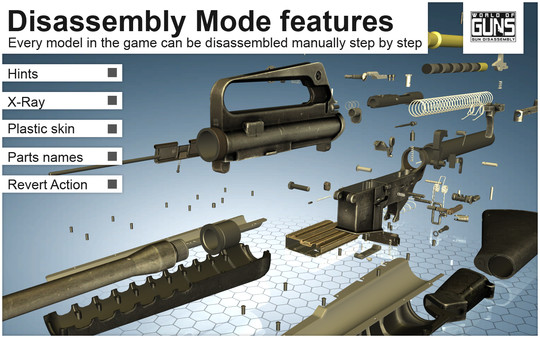 Disassembly Mode features
Every model in the game can be disassembled manually step by step
WORLD OF
GUNS
GUN DISASSEMBLY
Hints
X-Ray
Plastic skin
Parts names
Revert Action